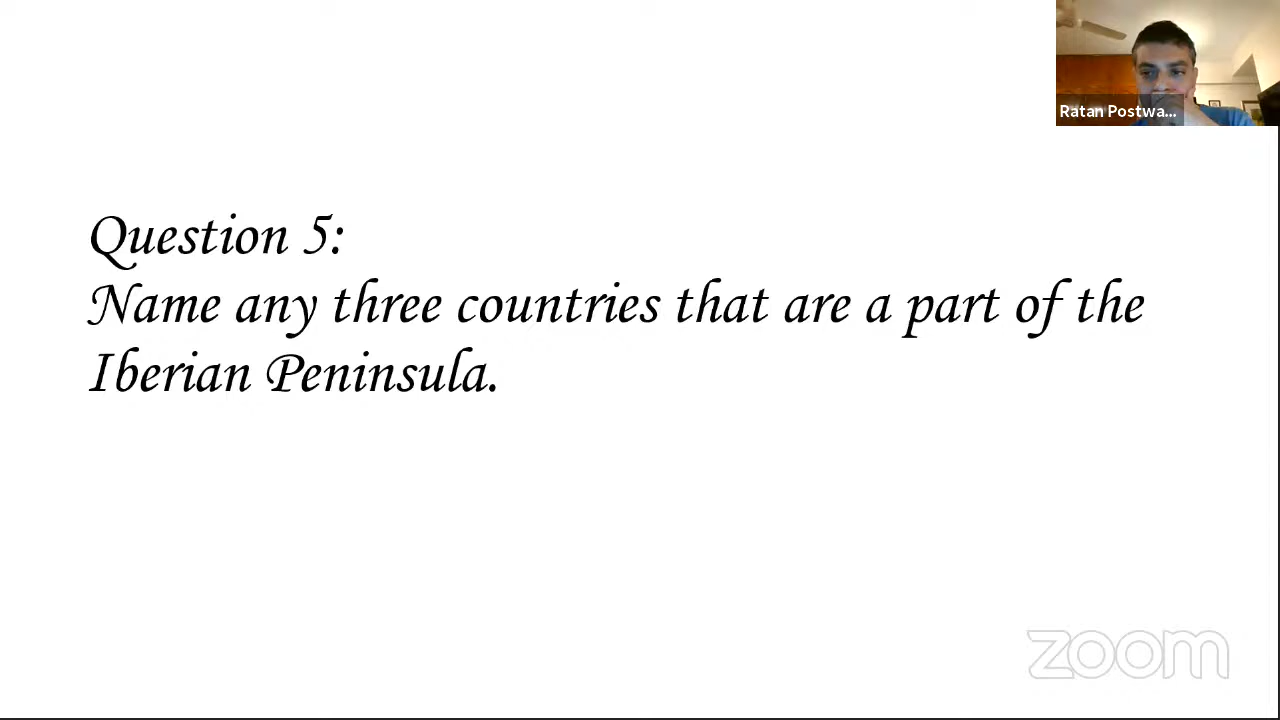 Ratan Postwa...
Question 5:
Name any three countries that are a part of the
Iberian Peninsula.
zoom